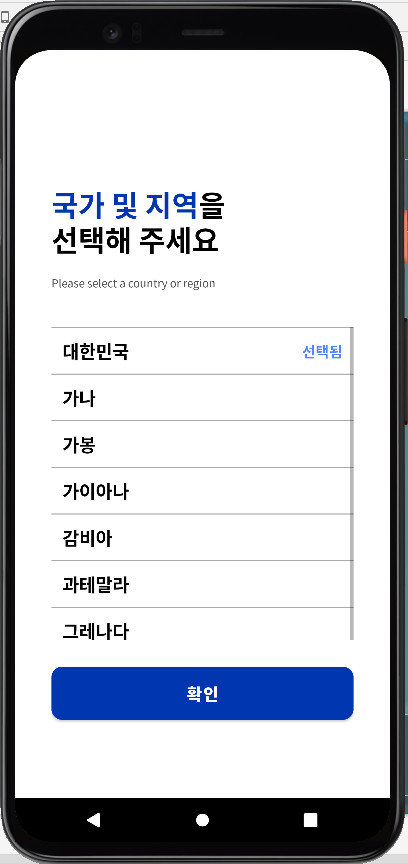 국가 및 지역을
선택해 주세요
Please select a country or region
대한민국 선택됨
가나
가봉
가이아나
감비아
과테말라
그레나다
확인